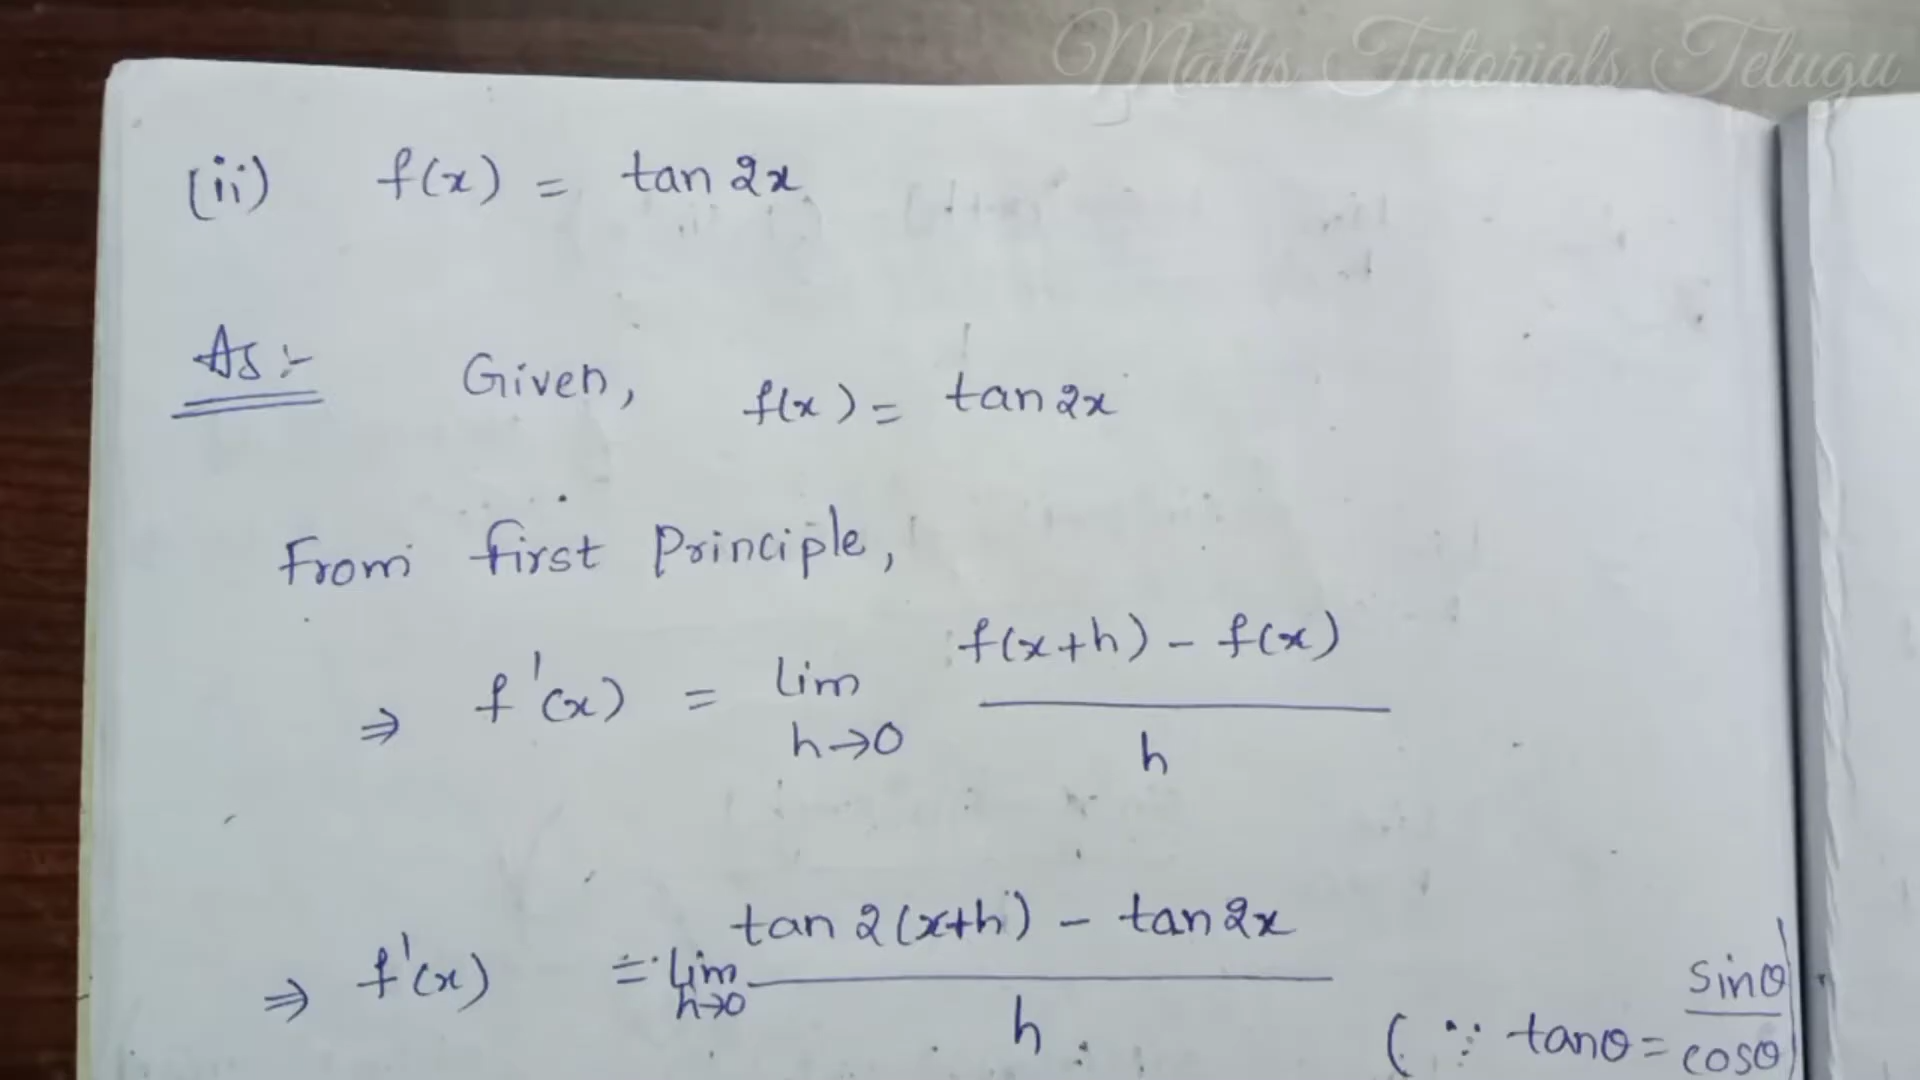 Maths Tutorials Telugu
(ii) f(x) = tan 2x
As:- Given, f(x) = tan 2x
From first Principle,
⇒ f'(x) = lim h→0 f(x+h) - f(x) / h
⇒ f'(x) = lim h→0 tan 2(x+h) - tan 2x / h
(∵ tanθ = sinθ / cosθ)